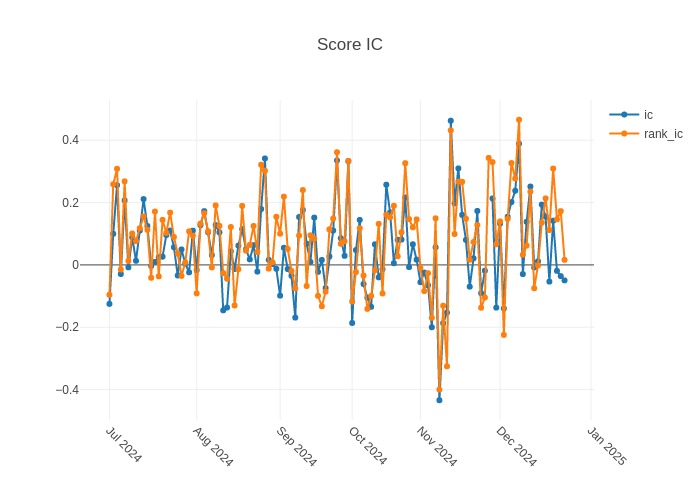 Score IC
ic
rank_ic
0.4
0.2
0
−0.2
−0.4
Jul 2024
Aug 2024
Sep 2024
Oct 2024
Nov 2024
Dec 2024
Jan 2025